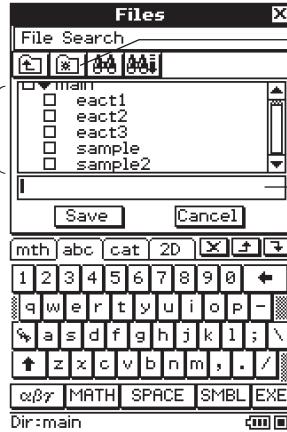 Files
File Search
main
eact1
eact2
eact3
sample
sample2
Save Cancel
mth abc cat 2D
1 2 3 4 5 6 7 8 9 0
q w e r t y u i o p -
a s d f g h j k l ; \
z x c v b n m , . /
αβγ MATH SPACE SMBL EXE
Dir:main